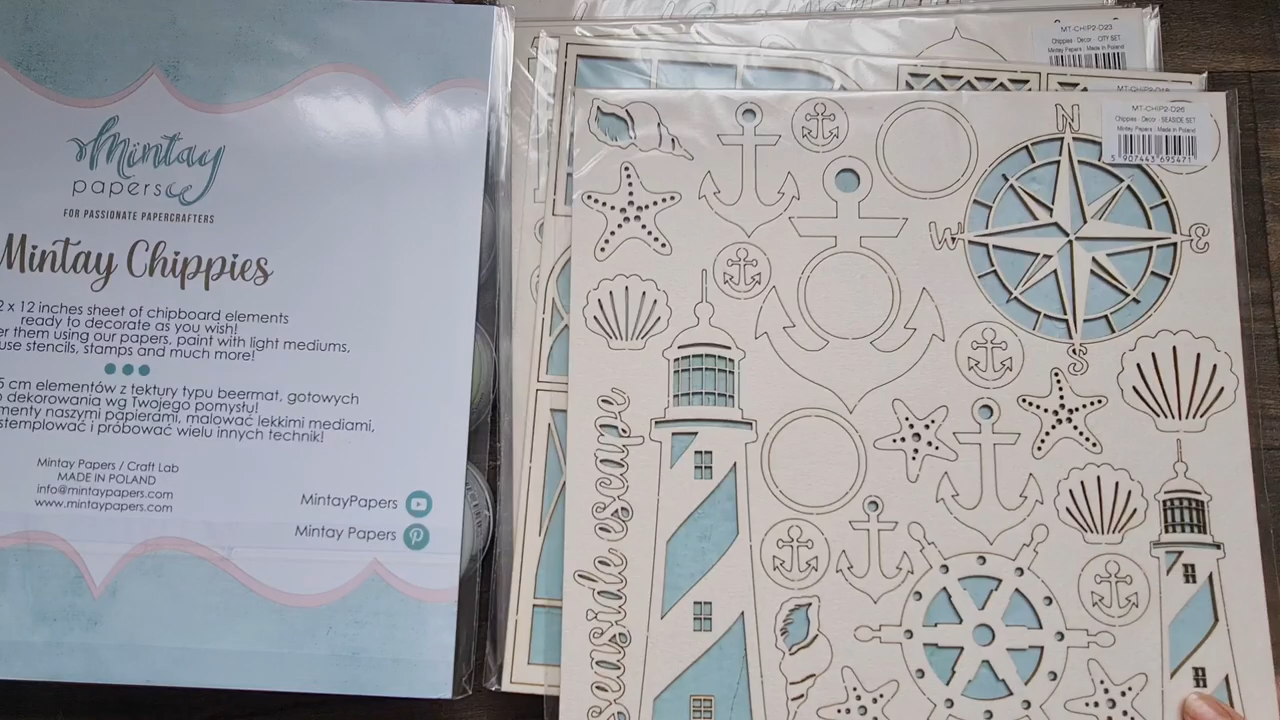 Mintay
papers
FOR PASSIONATE PAPERCRAFTERS
Mintay Chippies
2 x 12 inches sheet of chipboard elements
ready to decorate as you wish!
er them using our papers, paint with light mediums,
use stencils, stamps and much more!
5 cm elementów z tektury typu beermat, gotowych
o dekorowania wg Twojego pomysłu!
menty naszymi papierami, malować lekkimi mediami,
stemplować i próbować wielu innych technik!
Mintay Papers / Craft Lab
MADE IN POLAND
info@mintaypapers.com
www.mintaypapers.com
MintayPapers
Mintay Papers
MT-CHIP2-D23
Chippies - Decor - CITY SET
Mintay Papers | Made in Poland
MT-CHIP2-D26
Chippies - Decor - SEASIDE SET
Mintay Papers | Made in Poland
5 907443 695471
N
W
E
S
seaside escape